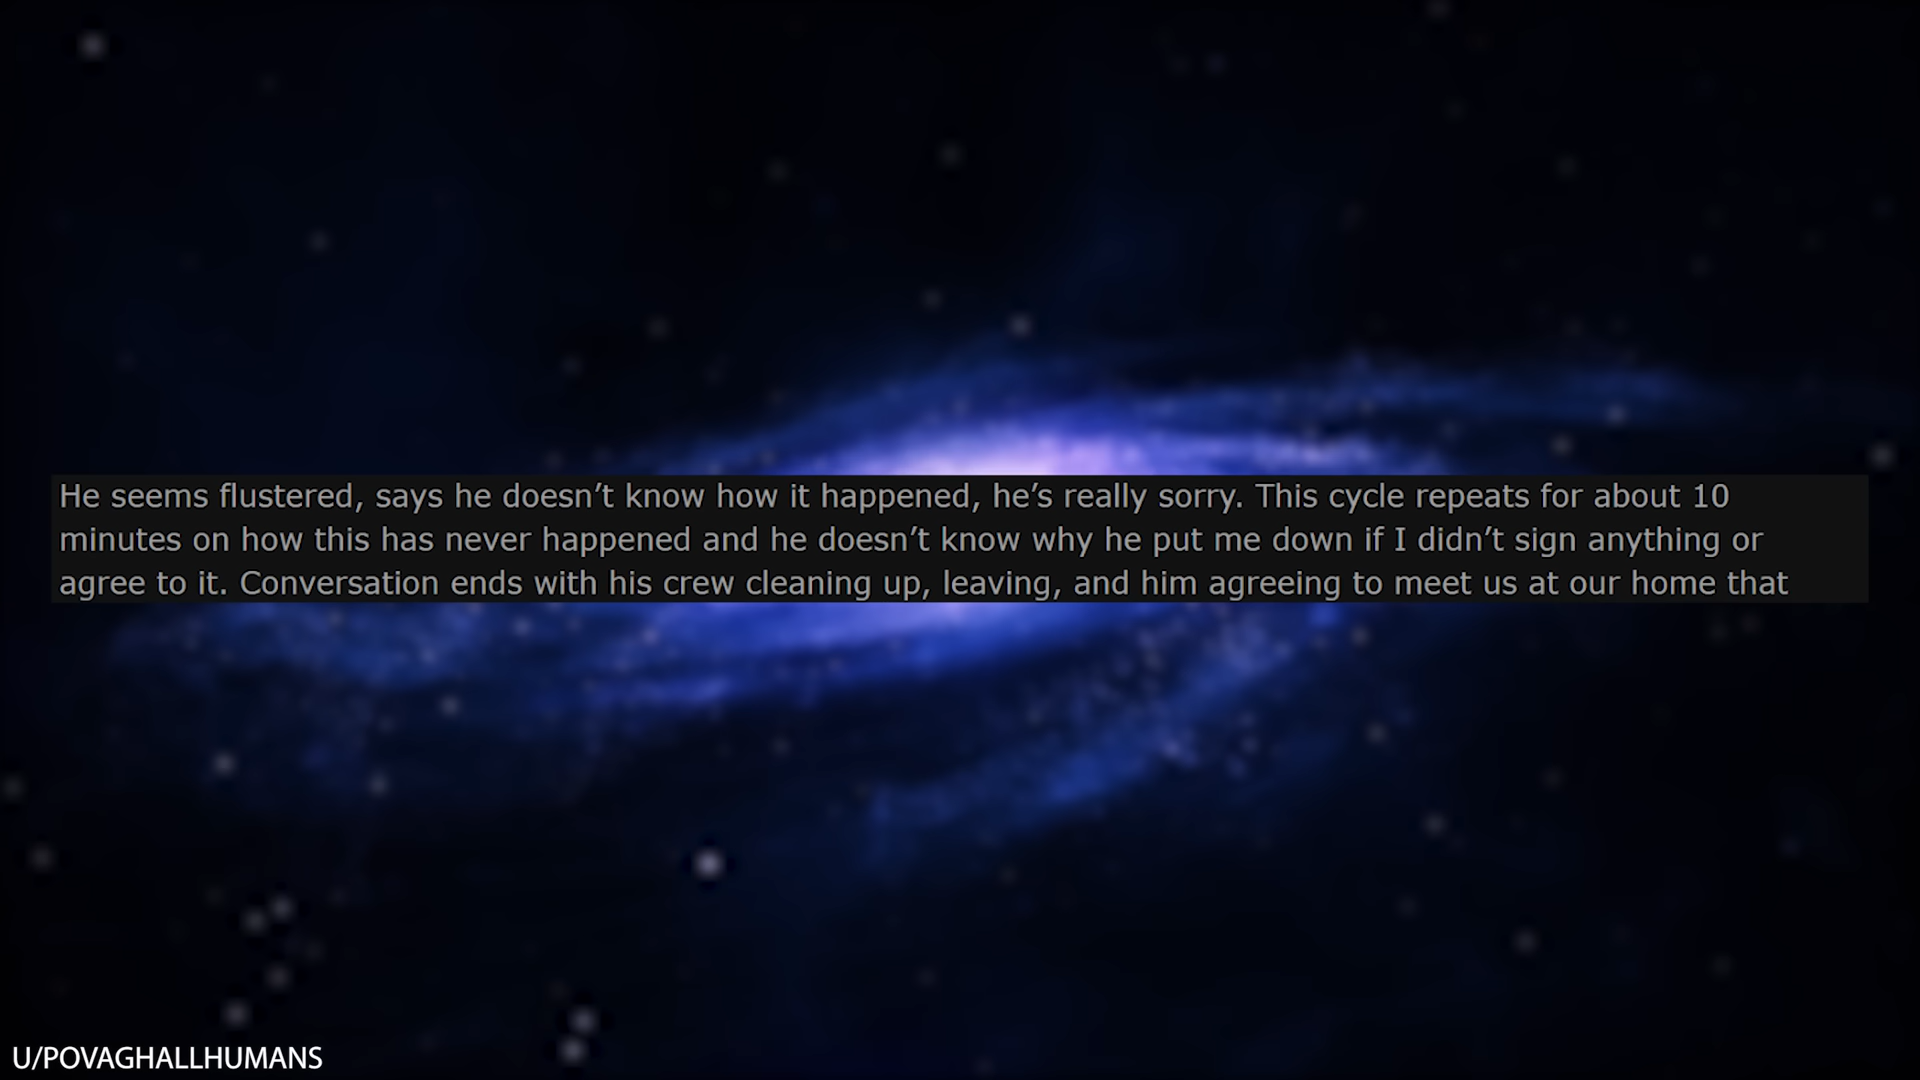 He seems flustered, says he doesn’t know how it happened, he’s really sorry. This cycle repeats for about 10
minutes on how this has never happened and he doesn’t know why he put me down if I didn’t sign anything or
agree to it. Conversation ends with his crew cleaning up, leaving, and him agreeing to meet us at our home that
U/POVAGHALLHUMANS